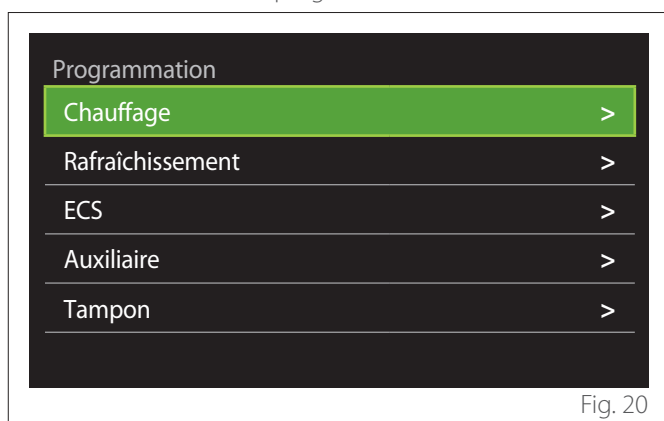 Programmation
Chauffage >
Rafraîchissement >
ECS >
Auxiliaire >
Tampon >
Fig. 20